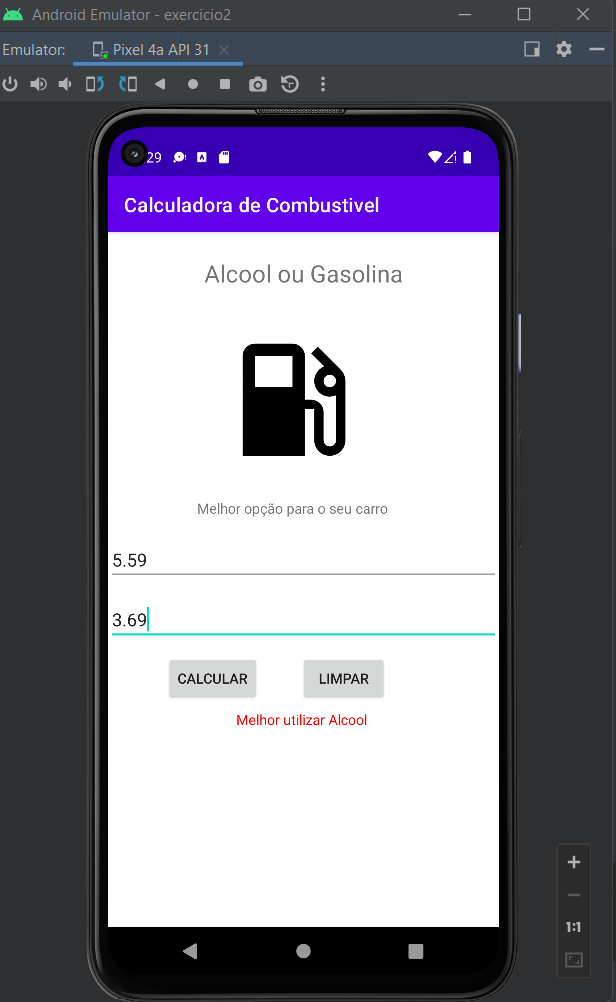 Android Emulator - exercicio2
Emulator: Pixel 4a API 31
29
Calculadora de Combustivel
Alcool ou Gasolina
Melhor opção para o seu carro
5.59
3.69
CALCULAR LIMPAR
Melhor utilizar Alcool
1:1